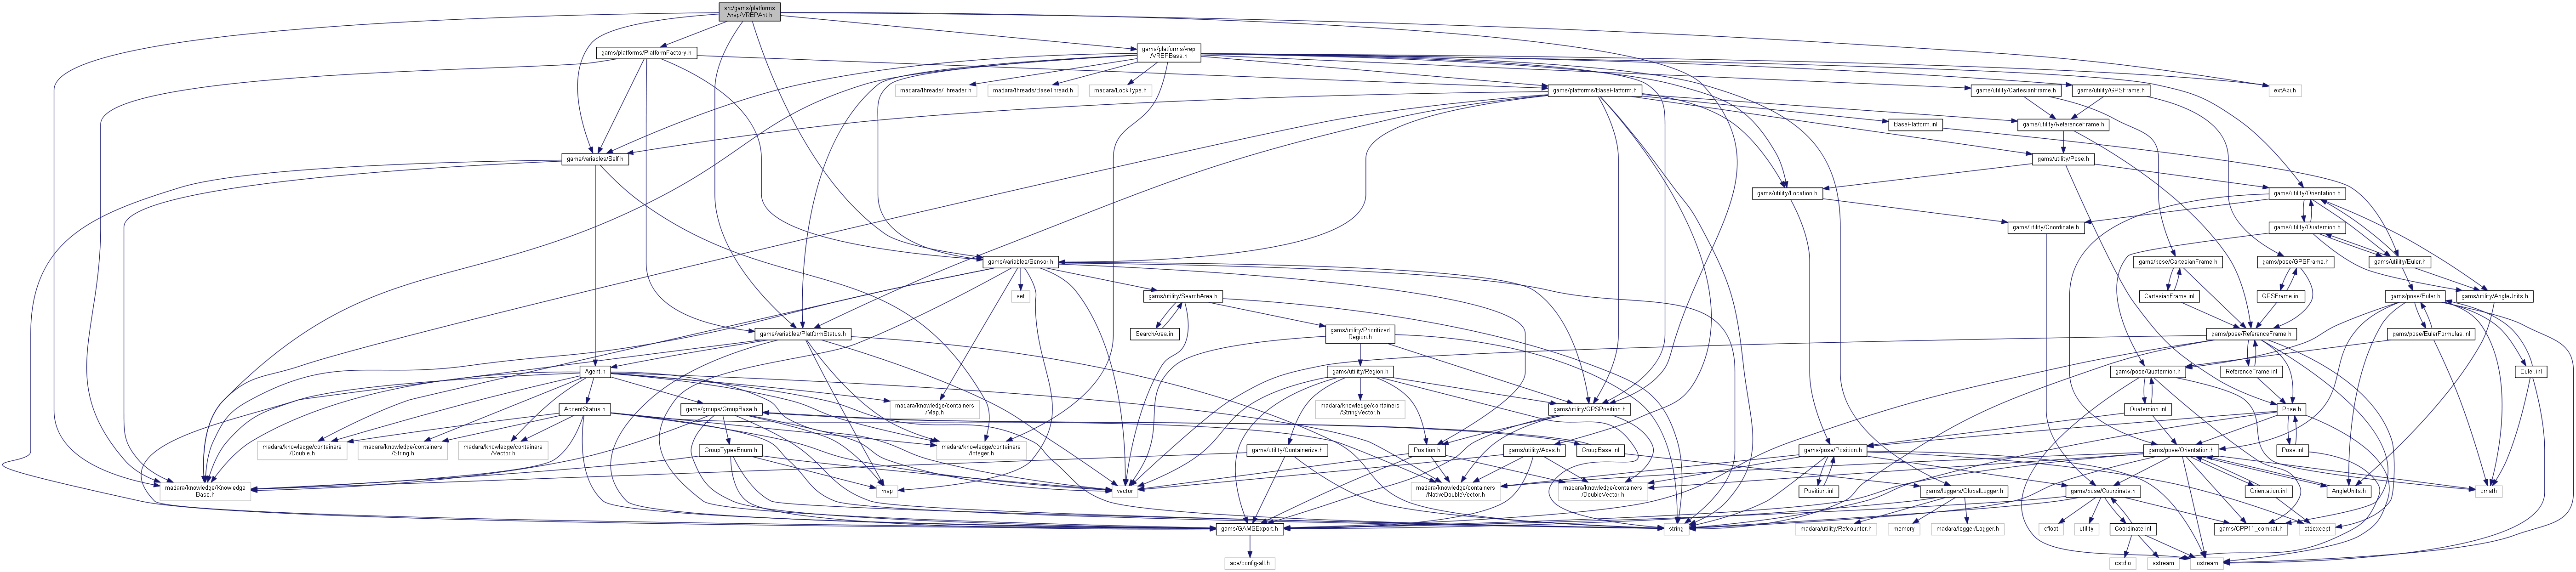 src/gams/platforms
/vrep/VREPAnt.h
gams/platforms/PlatformFactory.h
gams/platforms/vrep
/VREPBase.h
madara/threads/Threader.h
madara/threads/BaseThread.h
madara/LockType.h
gams/platforms/BasePlatform.h
gams/utility/CartesianFrame.h
gams/utility/GPSFrame.h
extApi.h
BasePlatform.inl
gams/utility/ReferenceFrame.h
gams/variables/Self.h
gams/utility/Pose.h
gams/utility/Location.h
gams/utility/Orientation.h
gams/utility/Coordinate.h
gams/utility/Quaternion.h
gams/variables/Sensor.h
gams/pose/CartesianFrame.h
gams/pose/GPSFrame.h
gams/utility/Euler.h
set
gams/utility/SearchArea.h
CartesianFrame.inl
GPSFrame.inl
gams/pose/Euler.h
gams/utility/AngleUnits.h
gams/variables/PlatformStatus.h
SearchArea.inl
gams/utility/Prioritized
Region.h
gams/pose/ReferenceFrame.h
gams/pose/EulerFormulas.inl
Agent.h
gams/utility/Region.h
gams/pose/Quaternion.h
ReferenceFrame.inl
Euler.inl
AccentStatus.h
gams/groups/GroupBase.h
madara/knowledge/containers
/Map.h
madara/knowledge/containers
/StringVector.h
gams/utility/GPSPosition.h
Quaternion.inl
Pose.h
madara/knowledge/containers
/Double.h
madara/knowledge/containers
/String.h
madara/knowledge/containers
/Vector.h
GroupTypesEnum.h
madara/knowledge/containers
/Integer.h
gams/utility/Containerize.h
Position.h
gams/utility/Axes.h
GroupBase.inl
gams/pose/Position.h
gams/pose/Orientation.h
Pose.inl
madara/knowledge/Knowledge
Base.h
map
vector
madara/knowledge/containers
/NativeDoubleVector.h
madara/knowledge/containers
/DoubleVector.h
Position.inl
gams/loggers/GlobalLogger.h
gams/pose/Coordinate.h
Orientation.inl
AngleUnits.h
cmath
gams/GAMSExport.h
string
madara/utility/Refcounter.h
memory
madara/logger/Logger.h
cfloat
utility
Coordinate.inl
gams/CPP11_compat.h
stdexcept
ace/config-all.h
cstdio
sstream
iostream